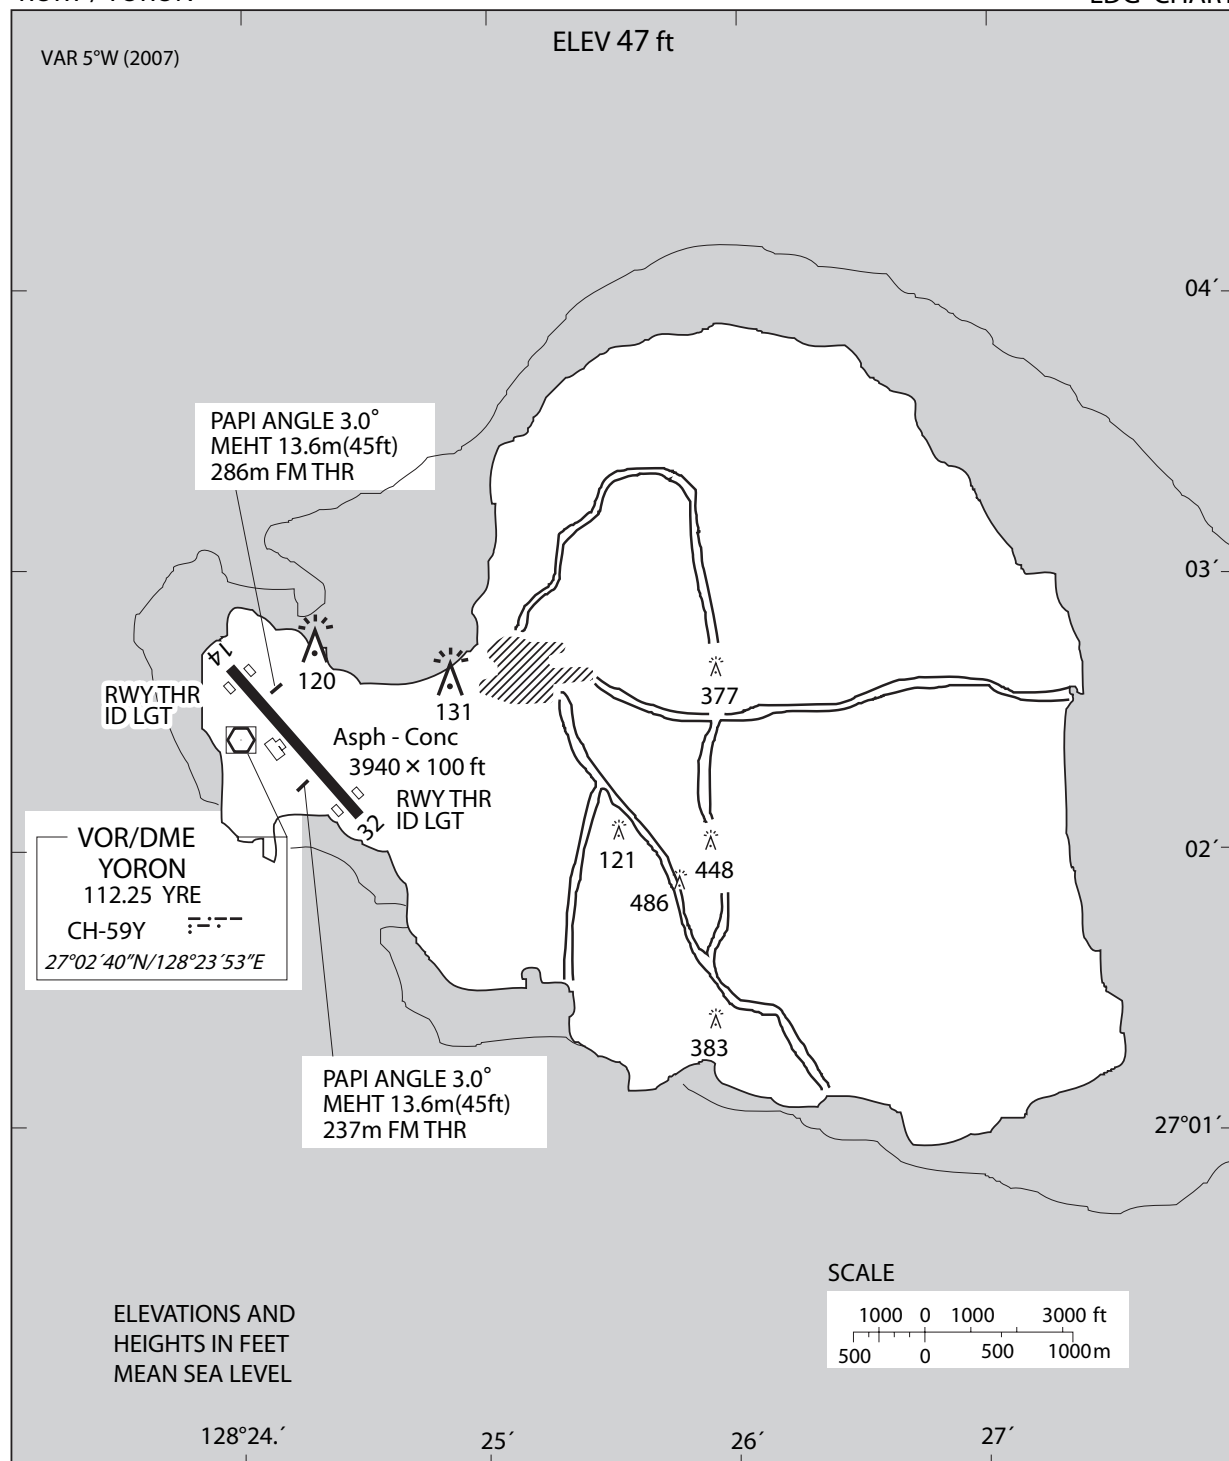 VAR 5°W (2007)
ELEV 47 ft
04´
PAPI ANGLE 3.0°
MEHT 13.6m(45ft)
286m FM THR
03´
14
120
131
377
RWY THR
ID LGT
Asph - Conc
3940 × 100 ft
RWY THR
ID LGT
32
121
448
486
02´
VOR/DME
YORON
112.25 YRE
CH-59Y
27°02´40″N/128°23´53″E
383
PAPI ANGLE 3.0°
MEHT 13.6m(45ft)
237m FM THR
27°01´
SCALE
1000 0 1000 3000 ft
500 0 500 1000m
ELEVATIONS AND
HEIGHTS IN FEET
MEAN SEA LEVEL
128°24.´ 25´ 26´ 27´